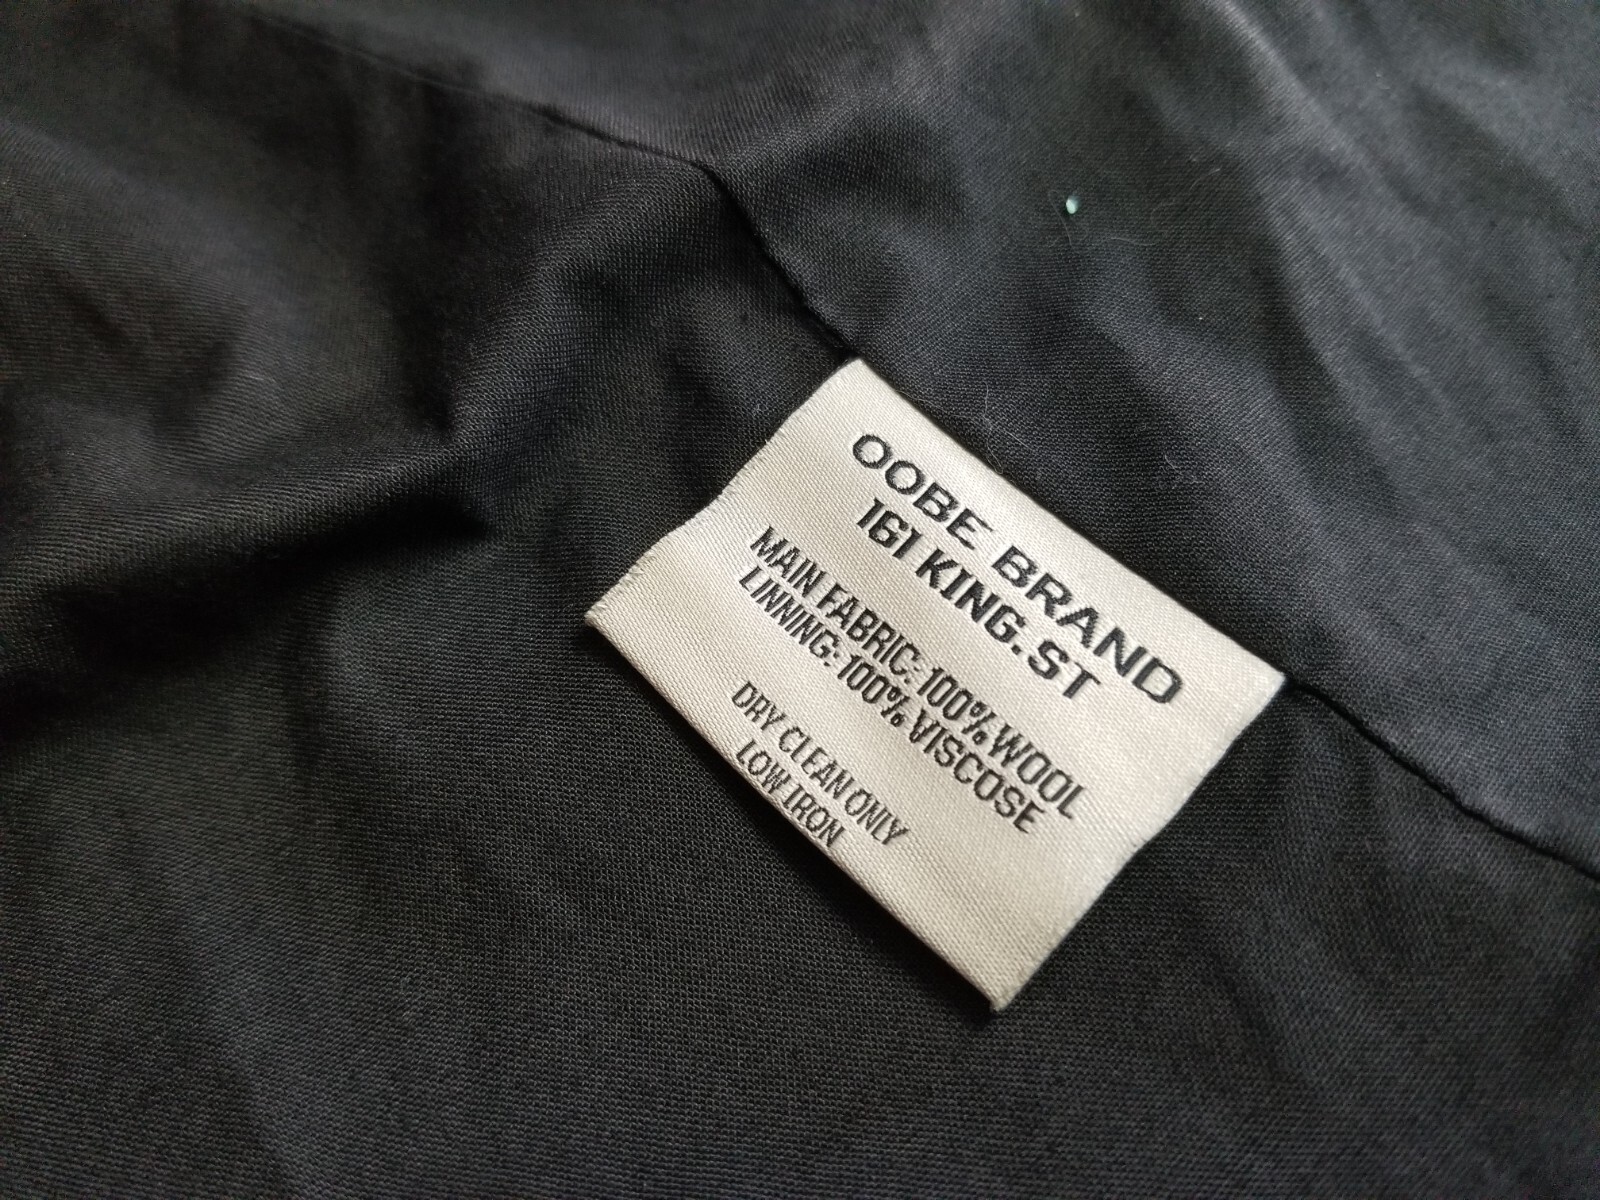 OOBE BRAND
161 KING.ST
MAIN FABRIC: 100% WOOL
LINNING: 100% VISCOSE
DRY CLEAN ONLY
LOW IRON